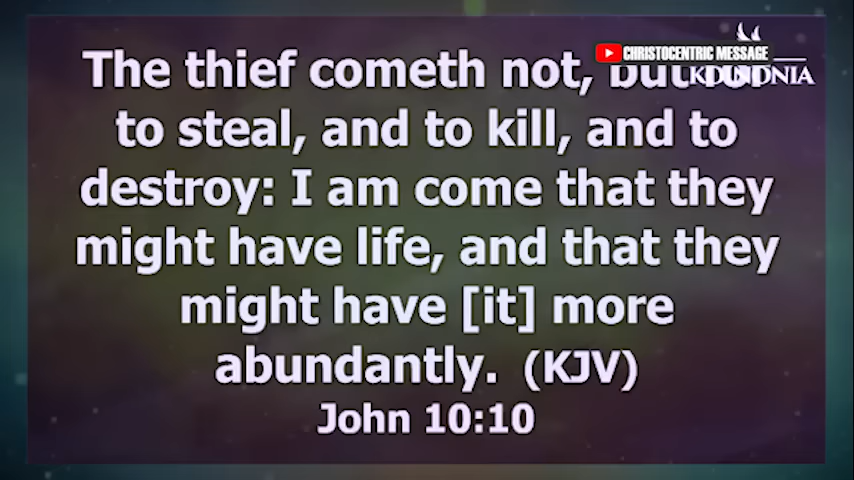 CHRISTOCENTRIC MESSAGE
KOINONIA
The thief cometh not, but for
to steal, and to kill, and to
destroy: I am come that they
might have life, and that they
might have [it] more
abundantly. (KJV)
John 10:10